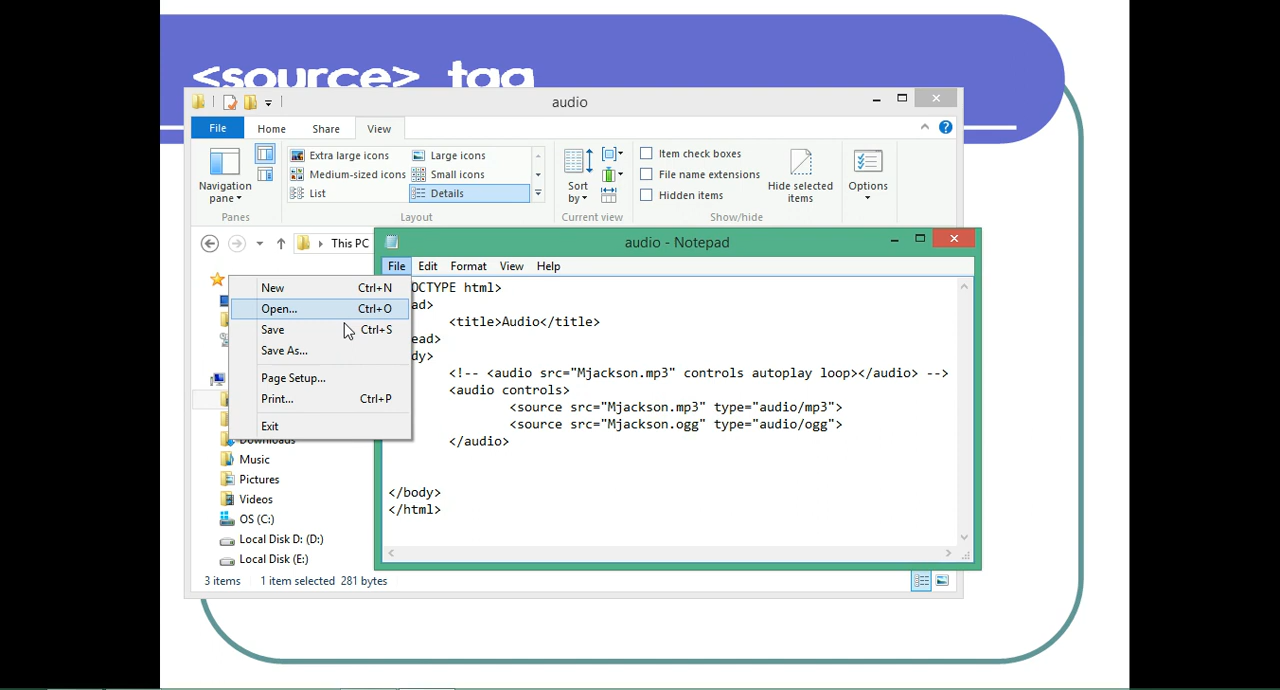 <source> tag
audio
File Home Share View
Navigation pane
Panes
Extra large icons
Large icons
Medium-sized icons
Small icons
List
Details
Layout
Sort by
Current view
Item check boxes
File name extensions
Hidden items
Hide selected items
Show/hide
Options
This PC
audio - Notepad
File Edit Format View Help
New Ctrl+N
Open... Ctrl+O
Save Ctrl+S
Save As...
Page Setup...
Print... Ctrl+P
Exit
OCTYPE html>
ad>
<title>Audio</title>
ead>
dy>
<!-- <audio src="Mjackson.mp3" controls autoplay loop></audio> -->
<audio controls>
<source src="Mjackson.mp3" type="audio/mp3">
<source src="Mjackson.ogg" type="audio/ogg">
</audio>
</body>
</html>
Downloads
Music
Pictures
Videos
OS (C:)
Local Disk D: (D:)
Local Disk (E:)
3 items 1 item selected 281 bytes